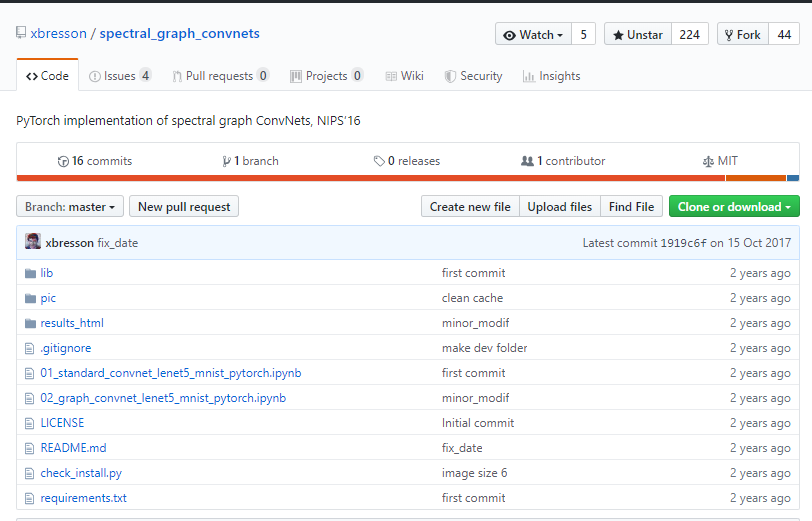 xbresson / spectral_graph_convnets Watch 5 Unstar 224 Fork 44
Code Issues 4 Pull requests 0 Projects 0 Wiki Security Insights
PyTorch implementation of spectral graph ConvNets, NIPS'16
16 commits 1 branch 0 releases 1 contributor MIT
Branch: master New pull request Create new file Upload files Find File Clone or download
xbresson fix_date Latest commit 1919c6f on 15 Oct 2017
lib first commit 2 years ago
pic clean cache 2 years ago
results_html minor_modif 2 years ago
.gitignore make dev folder 2 years ago
01_standard_convnet_lenet5_mnist_pytorch.ipynb first commit 2 years ago
02_graph_convnet_lenet5_mnist_pytorch.ipynb minor_modif 2 years ago
LICENSE Initial commit 2 years ago
README.md fix_date 2 years ago
check_install.py image size 6 2 years ago
requirements.txt first commit 2 years ago